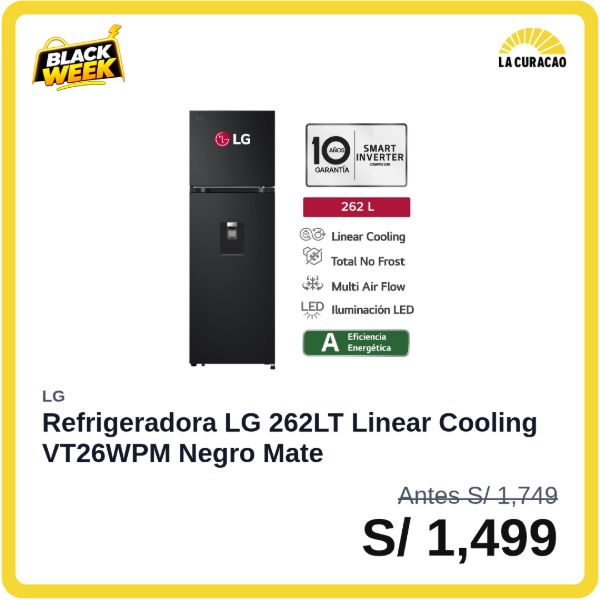 BLACK
WEEK
LA CURACAO
LG
10
AÑOS
GARANTÍA
SMART
INVERTER
COMPRESSOR
262 L
Linear Cooling
Total No Frost
Multi Air Flow
LED Iluminación LED
A Eficiencia
Energética
LG
Refrigeradora LG 262LT Linear Cooling
VT26WPM Negro Mate
Antes S/ 1,749
S/ 1,499